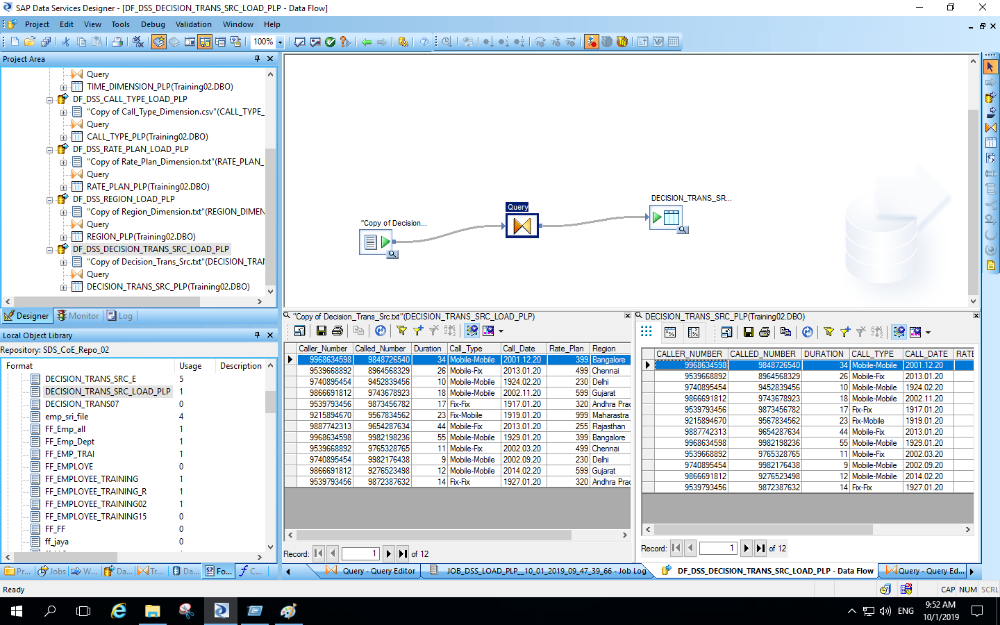 SAP Data Services Designer - [DF_DSS_DECISION_TRANS_SRC_LOAD_PLP - Data Flow]
Project Edit View Tools Debug Validation Window Help
100%
Project Area
Query
TIME_DIMENSION_PLP(Training02.DBO)
DF_DSS_CALL_TYPE_LOAD_PLP
"Copy of Call_Type_Dimension.csv"(CALL_TYPE_
Query
CALL_TYPE_PLP(Training02.DBO)
DF_DSS_RATE_PLAN_LOAD_PLP
"Copy of Rate_Plan_Dimension.txt"(RATE_PLAN_
Query
RATE_PLAN_PLP(Training02.DBO)
DF_DSS_REGION_LOAD_PLP
"Copy of Region_Dimension.txt"(REGION_DIMEN
Query
REGION_PLP(Training02.DBO)
DF_DSS_DECISION_TRANS_SRC_LOAD_PLP
"Copy of Decision_Trans_Src.txt"(DECISION_TRAN
Query
DECISION_TRANS_SRC_PLP(Training02.DBO)
Designer Monitor Log
Local Object Library
Repository: SDS_CoE_Repo_02
Format Usage Description
DECISION_TRANS_SRC_E 5
DECISION_TRANS_SRC_LOAD_PLP 1
DECISION_TRANS07 0
emp_sri_file 4
FF_Emp_all 1
FF_Emp_Dept 1
FF_EMP_TRAI 1
FF_EMPLOYE 0
FF_EMPLOYEE_TRAINING 1
FF_EMPLOYEE_TRAINING_R 1
FF_EMPLOYEE_TRAINING02 1
FF_EMPLOYEE_TRAINING15 0
FF_FF 0
ff_jaya 0
Pr... Jobs W... Da... Tr... Da... Fo... C...
"Copy of Decision...
Query
DECISION_TRANS_SR...
"Copy of Decision_Trans_Src.txt"(DECISION_TRANS_SRC_LOAD_PLP)
Caller_Number Called_Number Duration Call_Type Call_Date Rate_Plan Region
9968634598 9848726540 34 Mobile-Mobile 2001.12.20 399 Bangalore
9539668892 8964568329 26 Mobile-Fix 2013.01.20 499 Chennai
9740895454 9452839456 10 Mobile-Mobile 1924.02.20 230 Delhi
9866691812 9743678923 18 Mobile-Mobile 2002.11.20 599 Gujarat
9539793456 9873456782 17 Fix-Fix 1917.01.20 320 Andhra Prad
9215894670 9567834562 23 Fix-Mobile 1919.01.20 999 Maharastra
9887742313 9654287634 44 Mobile-Fix 2013.01.20 255 Rajasthan
9968634598 9982198236 55 Mobile-Mobile 1929.01.20 399 Bangalore
9539668892 9765328765 11 Mobile-Fix 2002.03.20 499 Chennai
9740895454 9982176438 9 Mobile-Mobile 2002.09.20 230 Delhi
9866691812 9276523498 12 Mobile-Mobile 2014.02.20 599 Gujarat
9539793456 9872387632 14 Fix-Fix 1927.01.20 320 Andhra Prad
Record: 1 of 12
DECISION_TRANS_SRC_PLP(Training02.DBO)
CALLER_NUMBER CALLED_NUMBER DURATION CALL_TYPE CALL_DATE RATE
9968634598 9848726540 34 Mobile-Mobile 2001.12.20
9539668892 8964568329 26 Mobile-Fix 2013.01.20
9740895454 9452839456 10 Mobile-Mobile 1924.02.20
9866691812 9743678923 18 Mobile-Mobile 2002.11.20
9539793456 9873456782 17 Fix-Fix 1917.01.20
9215894670 9567834562 23 Fix-Mobile 1919.01.20
9887742313 9654287634 44 Mobile-Fix 2013.01.20
9968634598 9982198236 55 Mobile-Mobile 1929.01.20
9539668892 9765328765 11 Mobile-Fix 2002.03.20
9740895454 9982176438 9 Mobile-Mobile 2002.09.20
9866691812 9276523498 12 Mobile-Mobile 2014.02.20
9539793456 9872387632 14 Fix-Fix 1927.01.20
Record: 1 of 12
Query - Query Editor JOB_DSS_LOAD_PLP__10_01_2019_09_47_39_66 - Job Log DF_DSS_DECISION_TRANS_SRC_LOAD_PLP - Data Flow Query - Query Ed...
Ready CAP NUM SCRL
ENG
9:52 AM
10/1/2019